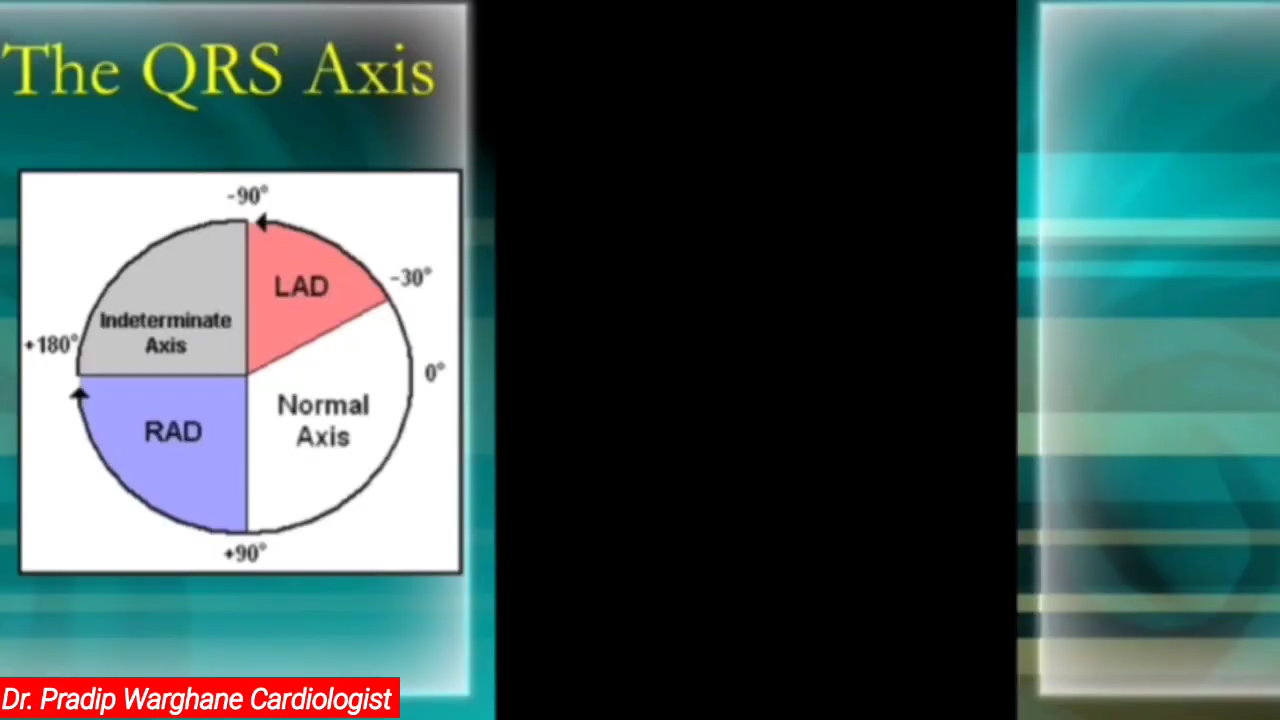 The QRS Axis
-90°
-30°
LAD
Indeterminate
Axis
+180°
0°
Normal
Axis
RAD
+90°
Dr. Pradip Warghane Cardiologist